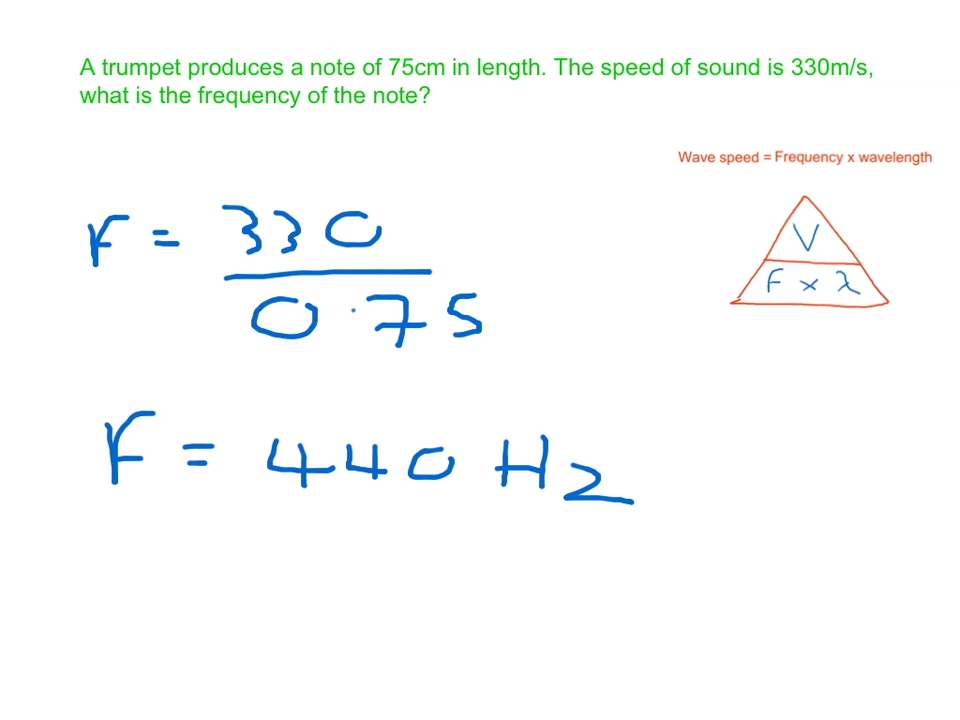 A trumpet produces a note of 75cm in length. The speed of sound is 330m/s,
what is the frequency of the note?
Wave speed = Frequency x wavelength
V
F x λ
F = 330
0.75
F = 440 Hz